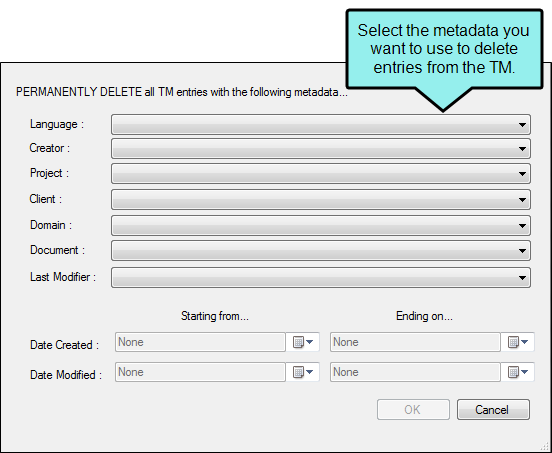 Select the metadata you
want to use to delete
entries from the TM.
PERMANENTLY DELETE all TM entries with the following metadata...
Language :
Creator :
Project :
Client :
Domain :
Document :
Last Modifier :
Starting from... Ending on...
Date Created : None None
Date Modified : None None
OK Cancel